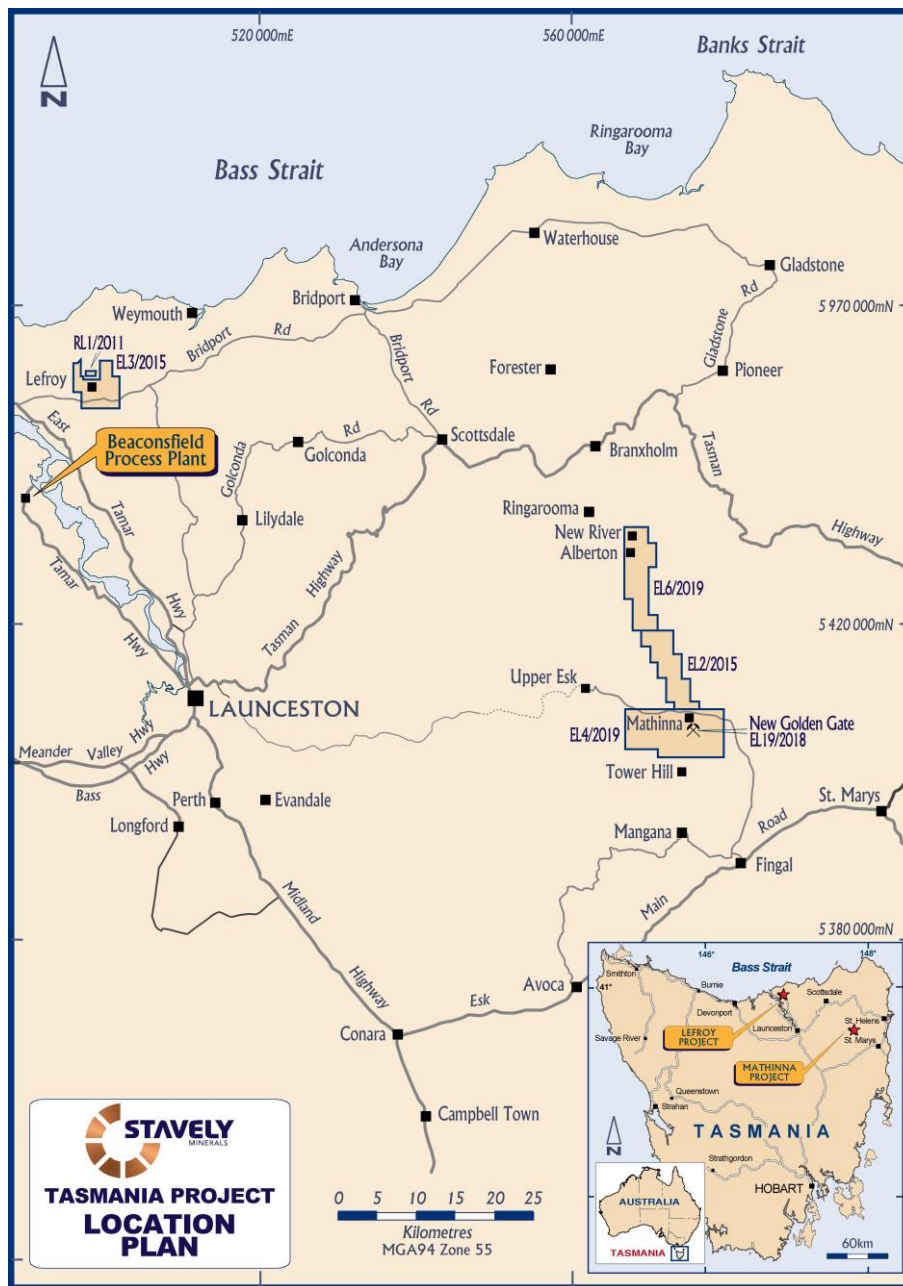 520 000mE
560 000mE
Banks Strait
N
Ringarooma
Bay
Bass Strait
Waterhouse
Andersona
Bay
Gladstone
Bridport
Weymouth
5 970 000mN
Rd
Gladstone
Rd
RL1/2011
EL3/2015
Bridport
Bridport
Rd
Lefroy
Forester
Pioneer
East
Tamar
Hwy
Beaconsfield
Process Plant
Golconda
Rd
Scottsdale
Golconda
Branxholm
Tasman
Highway
Lilydale
Ringarooma
New River
Alberton
Tamar
Hwy
Tasman
Highway
EL6/2019
5 420 000mN
EL2/2015
Upper Esk
LAUNCESTON
Mathinna
New Golden Gate
EL19/2018
EL4/2019
Meander
Valley
Hwy
Bass
Hwy
Tower Hill
Perth
Evandale
St. Marys
Longford
Mangana
Road
Fingal
Midland
Highway
Main
5 380 000mN
Avoca
Esk
Conara
Campbell Town
146°
148°
Bass Strait
Smithton
Burnie
41°
Devonport
Scottsdale
LEFROY
PROJECT
Launceston
St. Helens
Savage River
St. Marys
MATHINNA
PROJECT
Queenstown
Strahan
TASMANIA
N
Strathgordon
HOBART
AUSTRALIA
TASMANIA
60km
STAVELY
MINERALS
TASMANIA PROJECT
LOCATION
PLAN
0 5 10 15 20 25
Kilometres
MGA94 Zone 55